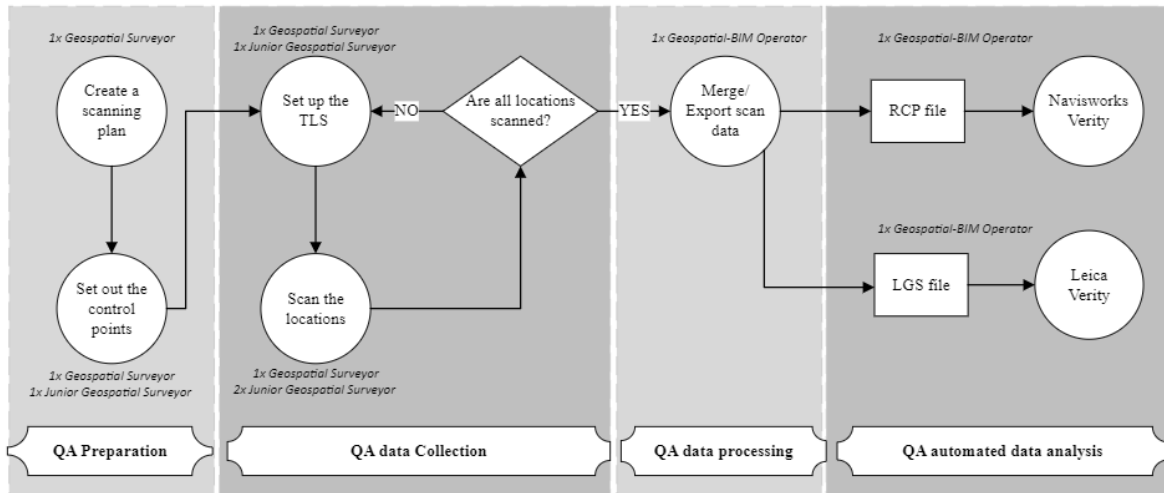 1x Geospatial Surveyor
Create a
scanning
plan
Set out the
control
points
1x Geospatial Surveyor
1x Junior Geospatial Surveyor
QA Preparation
1x Geospatial Surveyor
1x Junior Geospatial Surveyor
Set up the
TLS
NO
Are all locations
scanned?
YES
Scan the
locations
1x Geospatial Surveyor
2x Junior Geospatial Surveyor
QA data Collection
1x Geospatial-BIM Operator
Merge/
Export scan
data
QA data processing
1x Geospatial-BIM Operator
RCP file
Navisworks
Verity
1x Geospatial-BIM Operator
LGS file
Leica
Verity
QA automated data analysis